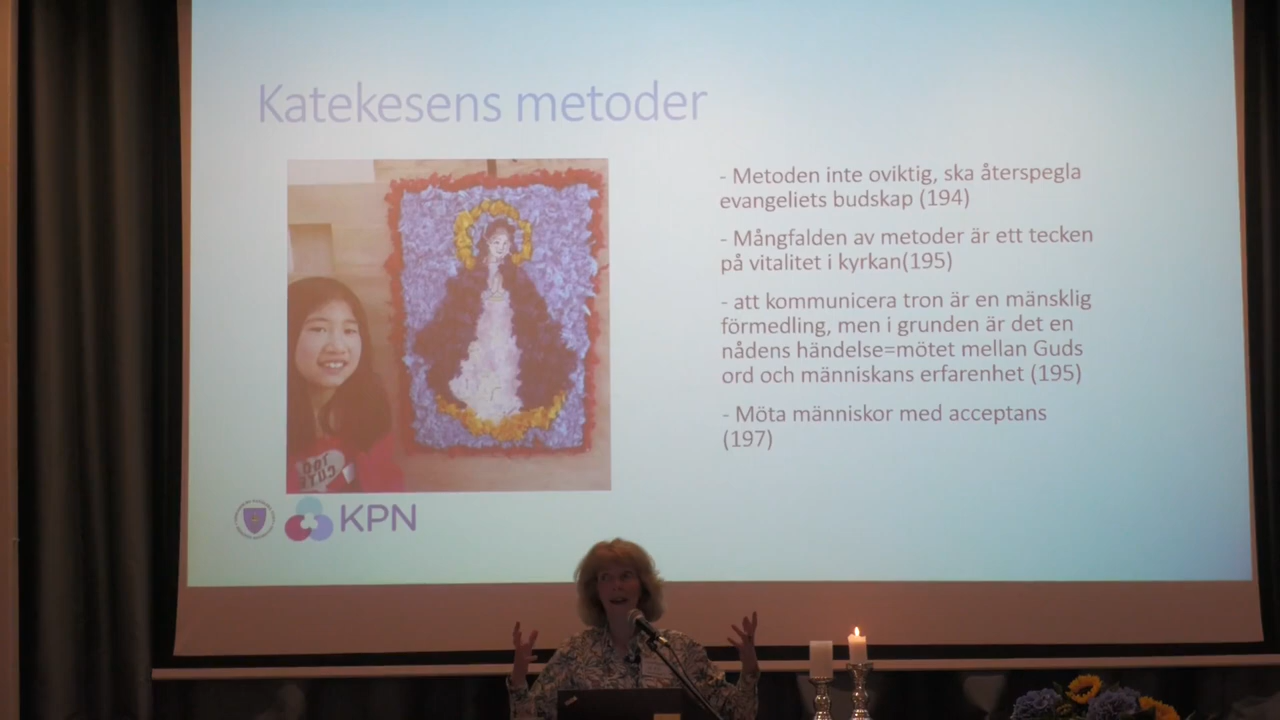 Katekesens metoder
- Metoden inte oviktig, ska återspegla
evangeliets budskap (194)
- Mångfalden av metoder är ett tecken
på vitalitet i kyrkan(195)
- att kommunicera tron är en mänsklig
förmedling, men i grunden är det en
nådens händelse=mötet mellan Guds
ord och människans erfarenhet (195)
- Möta människor med acceptans
(197)
KPN